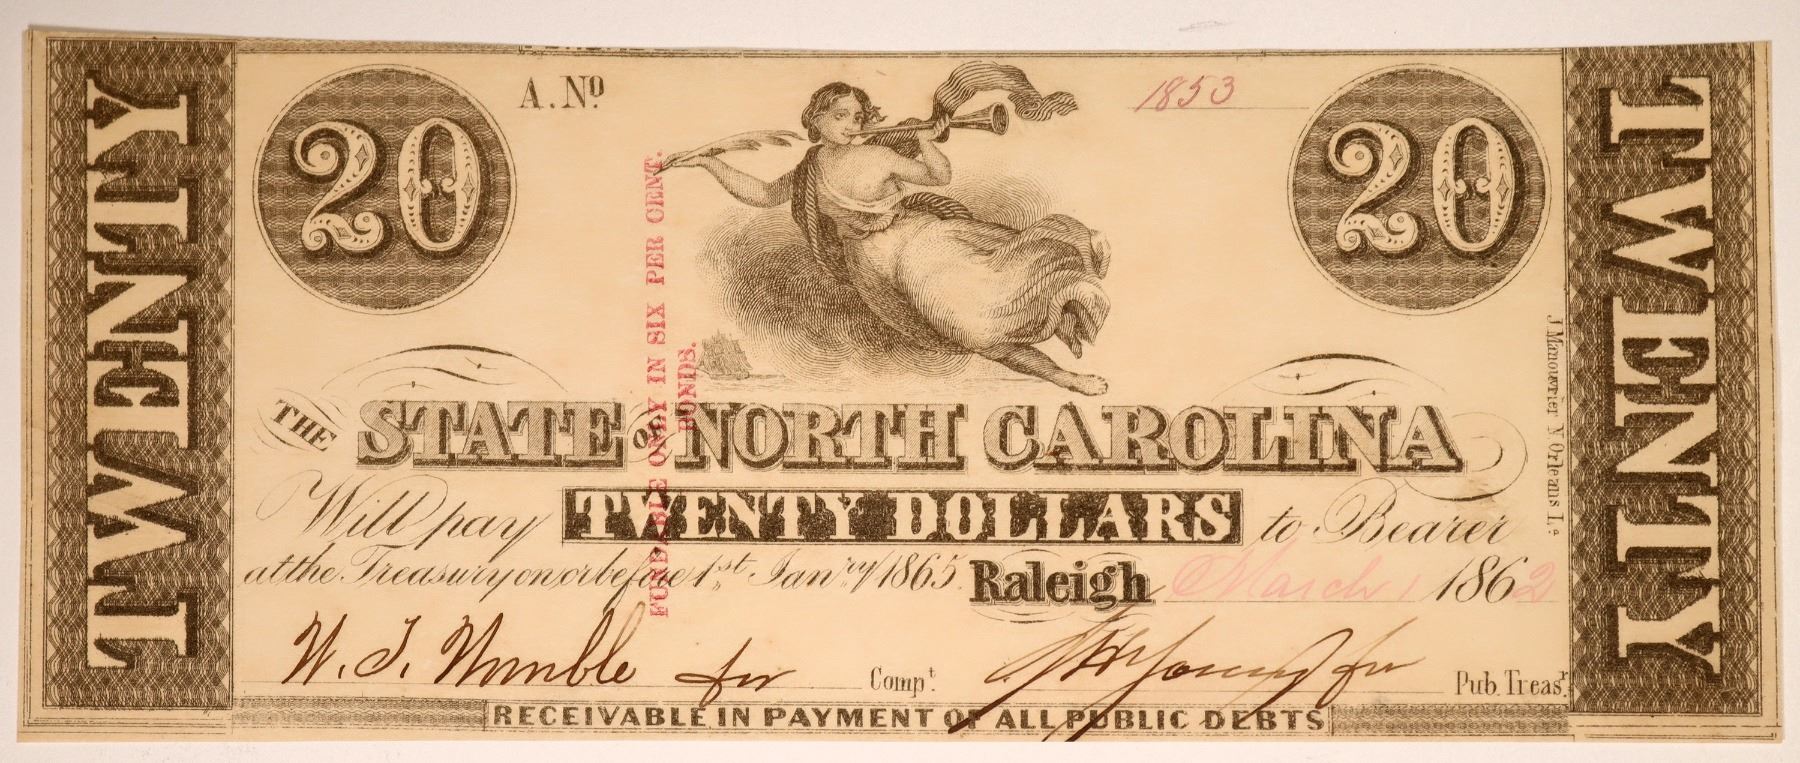 TWENTY
20
A. No
1853
20
TWENTY
FUNDABLE ONLY IN SIX PER CENT.
BONDS.
J. Manouvrier N. Orleans La.
THE STATE OF NORTH CAROLINA
Will pay TWENTY DOLLARS to Bearer
at the Treasury on or before 1st Jan'ry 1865. Raleigh March 1 1862
for Compt. for Pub. Treasr.
RECEIVABLE IN PAYMENT OF ALL PUBLIC DEBTS